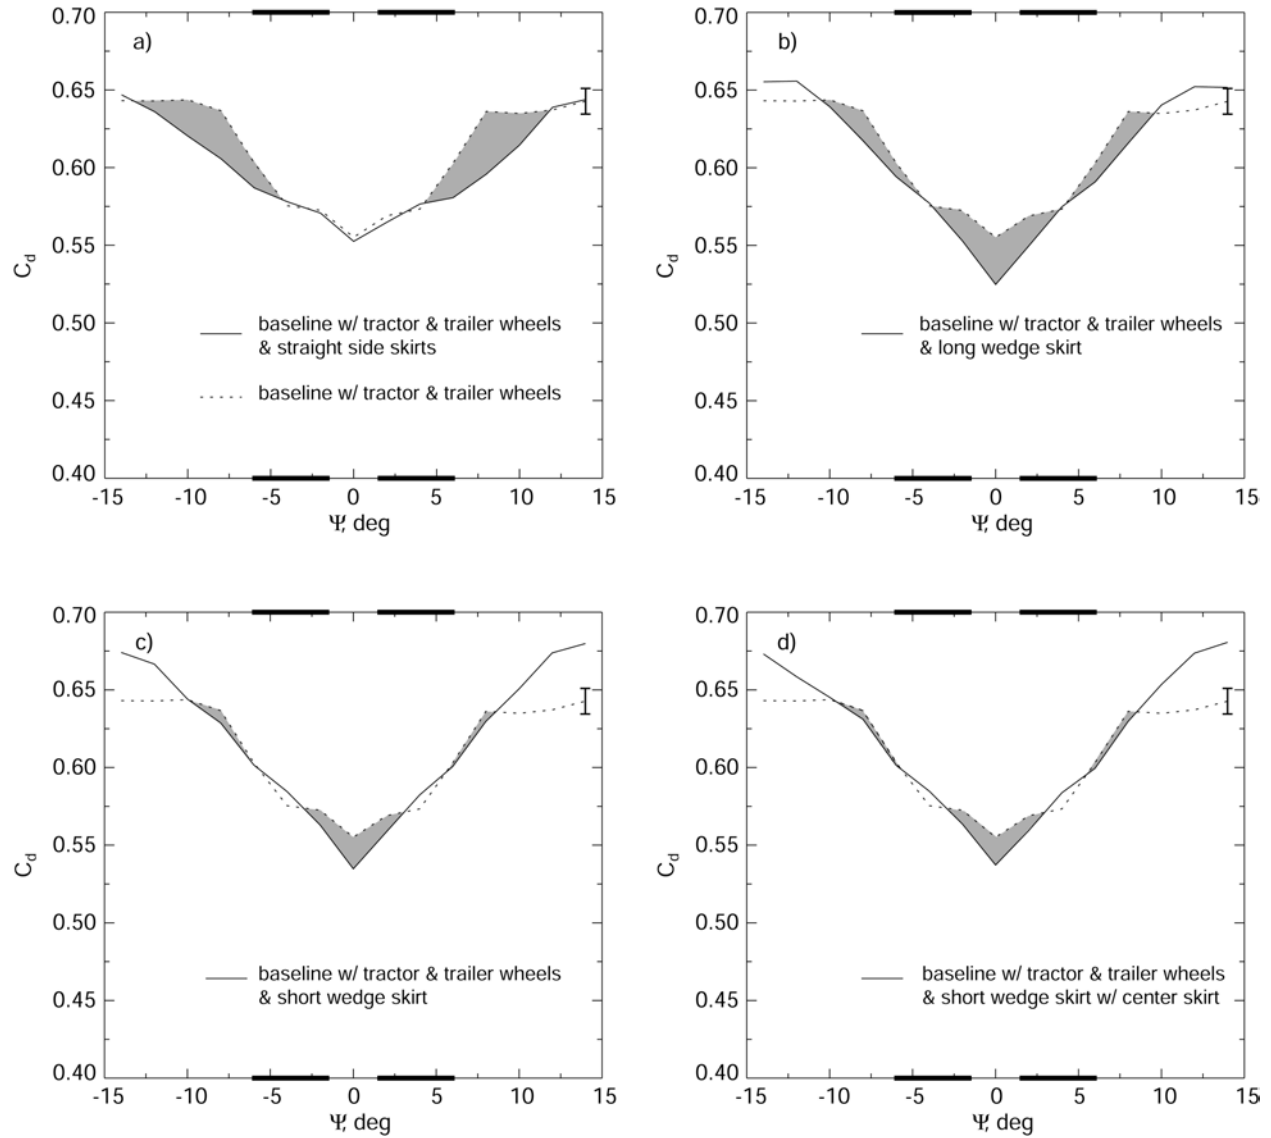 a)
0.70
0.65
0.60
0.55
0.50
0.45
0.40
Cd
baseline w/ tractor & trailer wheels
& straight side skirts
baseline w/ tractor & trailer wheels
-15 -10 -5 0 5 10 15
Ψ, deg
b)
0.70
0.65
0.60
0.55
0.50
0.45
0.40
Cd
baseline w/ tractor & trailer wheels
& long wedge skirt
-15 -10 -5 0 5 10 15
Ψ, deg
c)
0.70
0.65
0.60
0.55
0.50
0.45
0.40
Cd
baseline w/ tractor & trailer wheels
& short wedge skirt
-15 -10 -5 0 5 10 15
Ψ, deg
d)
0.70
0.65
0.60
0.55
0.50
0.45
0.40
Cd
baseline w/ tractor & trailer wheels
& short wedge skirt w/ center skirt
-15 -10 -5 0 5 10 15
Ψ, deg